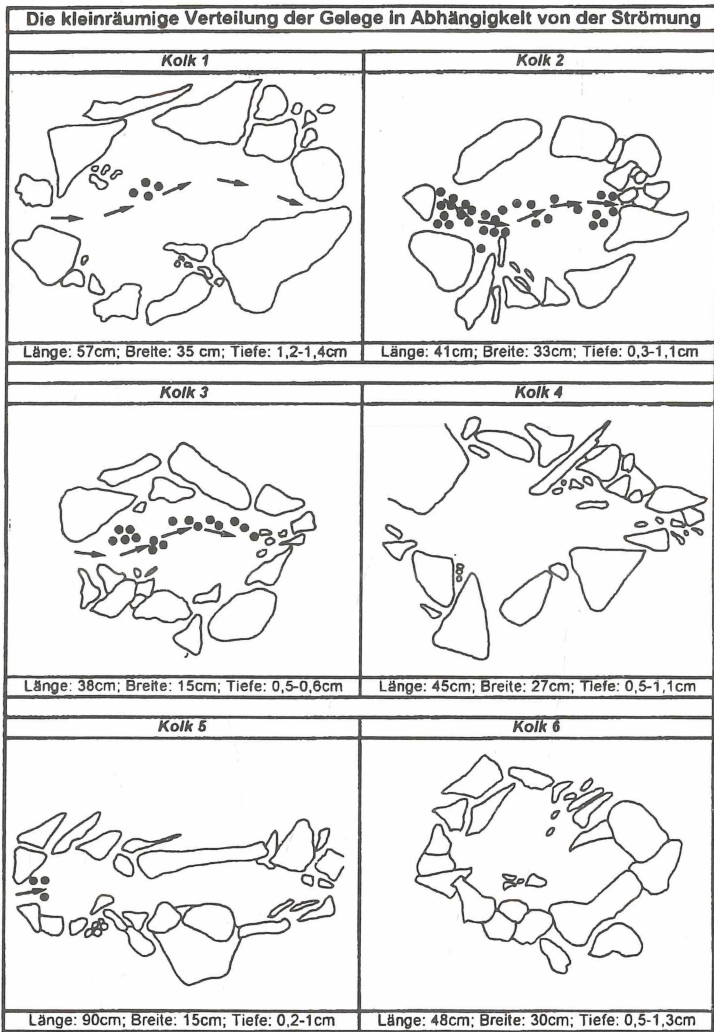 Die kleinräumige Verteilung der Gelege in Abhängigkeit von der Strömung
Kolk 1
Kolk 2
Länge: 57cm; Breite: 35 cm; Tiefe: 1,2-1,4cm
Länge: 41cm; Breite: 33cm; Tiefe: 0,3-1,1cm
Kolk 3
Kolk 4
Länge: 38cm; Breite: 15cm; Tiefe: 0,5-0,6cm
Länge: 45cm; Breite: 27cm; Tiefe: 0,5-1,1cm
Kolk 5
Kolk 6
Länge: 90cm; Breite: 15cm; Tiefe: 0,2-1cm
Länge: 48cm; Breite: 30cm; Tiefe: 0,5-1,3cm